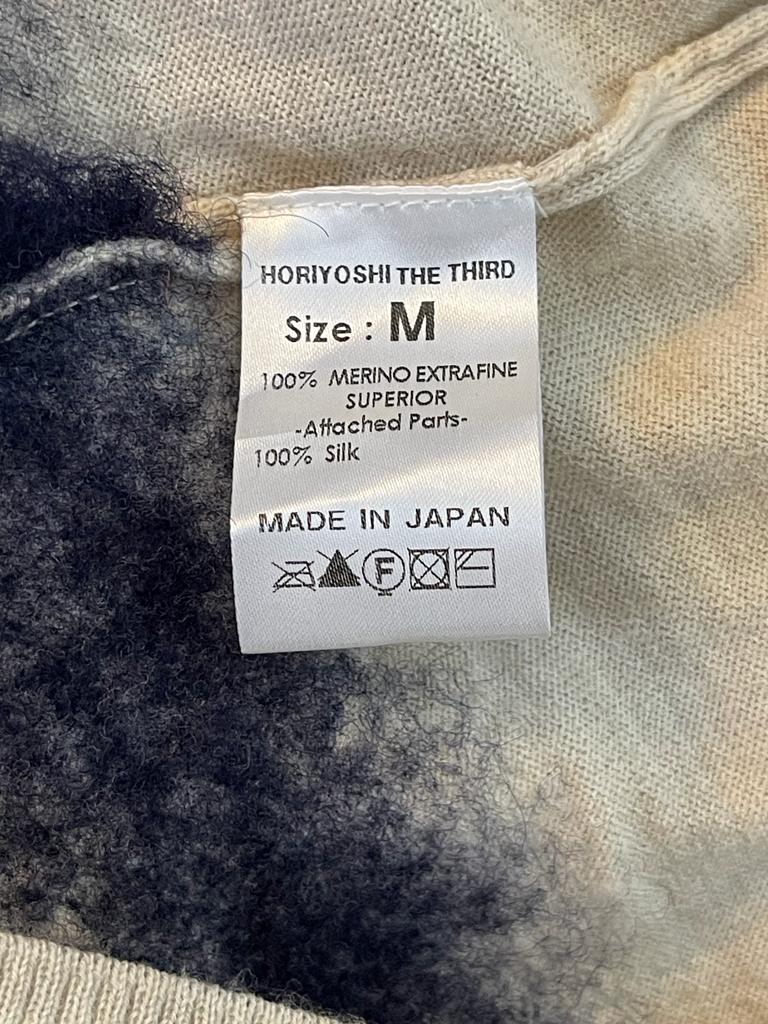 HORIYOSHI THE THIRD
Size : M
100% MERINO EXTRAFINE
SUPERIOR
-Attached Parts-
100% Silk
MADE IN JAPAN
F